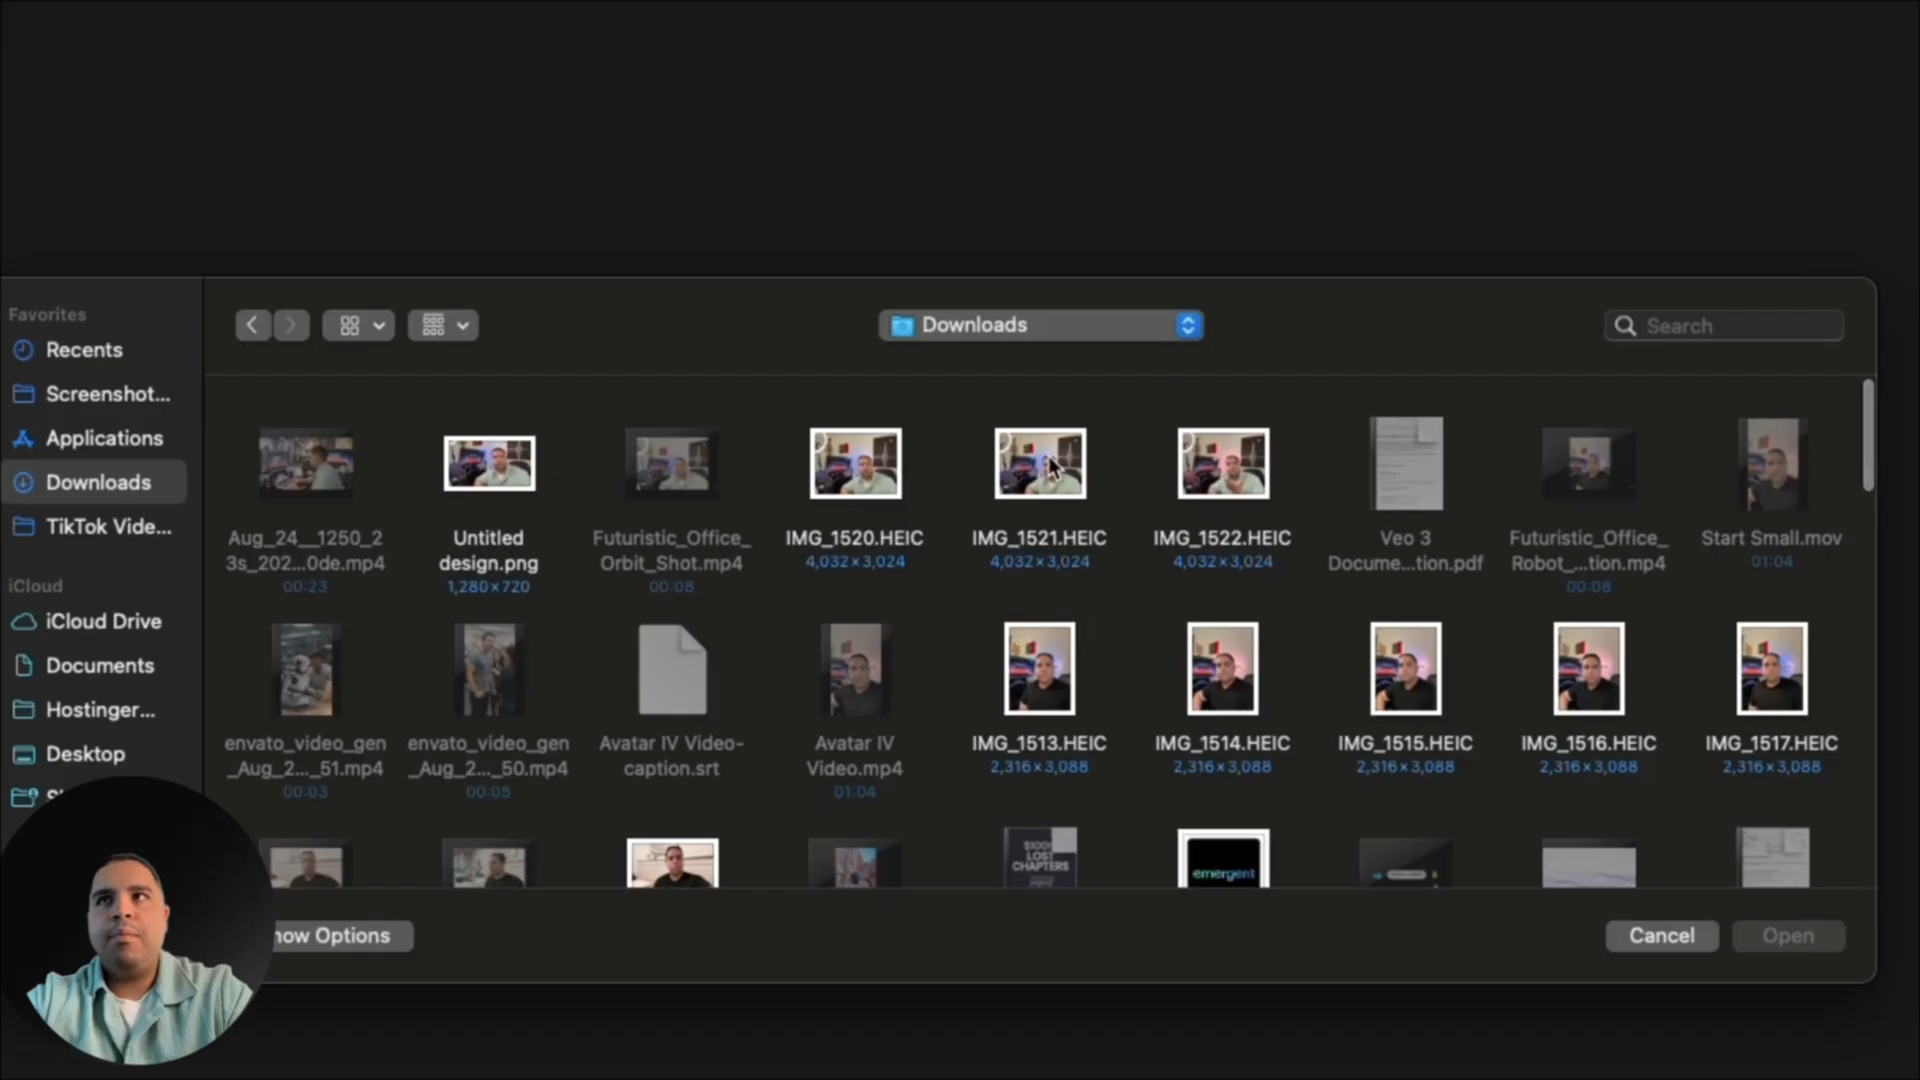 Favorites
Recents
Screenshot...
Applications
Downloads
TikTok Vide...
iCloud
iCloud Drive
Documents
Hostinger...
Desktop
Downloads
Search
Aug_24__1250_2
3s_202...0de.mp4
00:23
Untitled
design.png
1,280×720
Futuristic_Office_
Orbit_Shot.mp4
00:08
IMG_1520.HEIC
4,032×3,024
IMG_1521.HEIC
4,032×3,024
IMG_1522.HEIC
4,032×3,024
Veo 3
Docume...tion.pdf
Futuristic_Office_
Robot_...tion.mp4
00:08
Start Small.mov
01:04
envato_video_gen
_Aug_2..._51.mp4
00:03
envato_video_gen
_Aug_2..._50.mp4
00:05
Avatar IV Video-
caption.srt
Avatar IV
Video.mp4
01:04
IMG_1513.HEIC
2,316×3,088
IMG_1514.HEIC
2,316×3,088
IMG_1515.HEIC
2,316×3,088
IMG_1516.HEIC
2,316×3,088
IMG_1517.HEIC
2,316×3,088
LOST
CHAPTERS
emergent
how Options
Cancel
Open